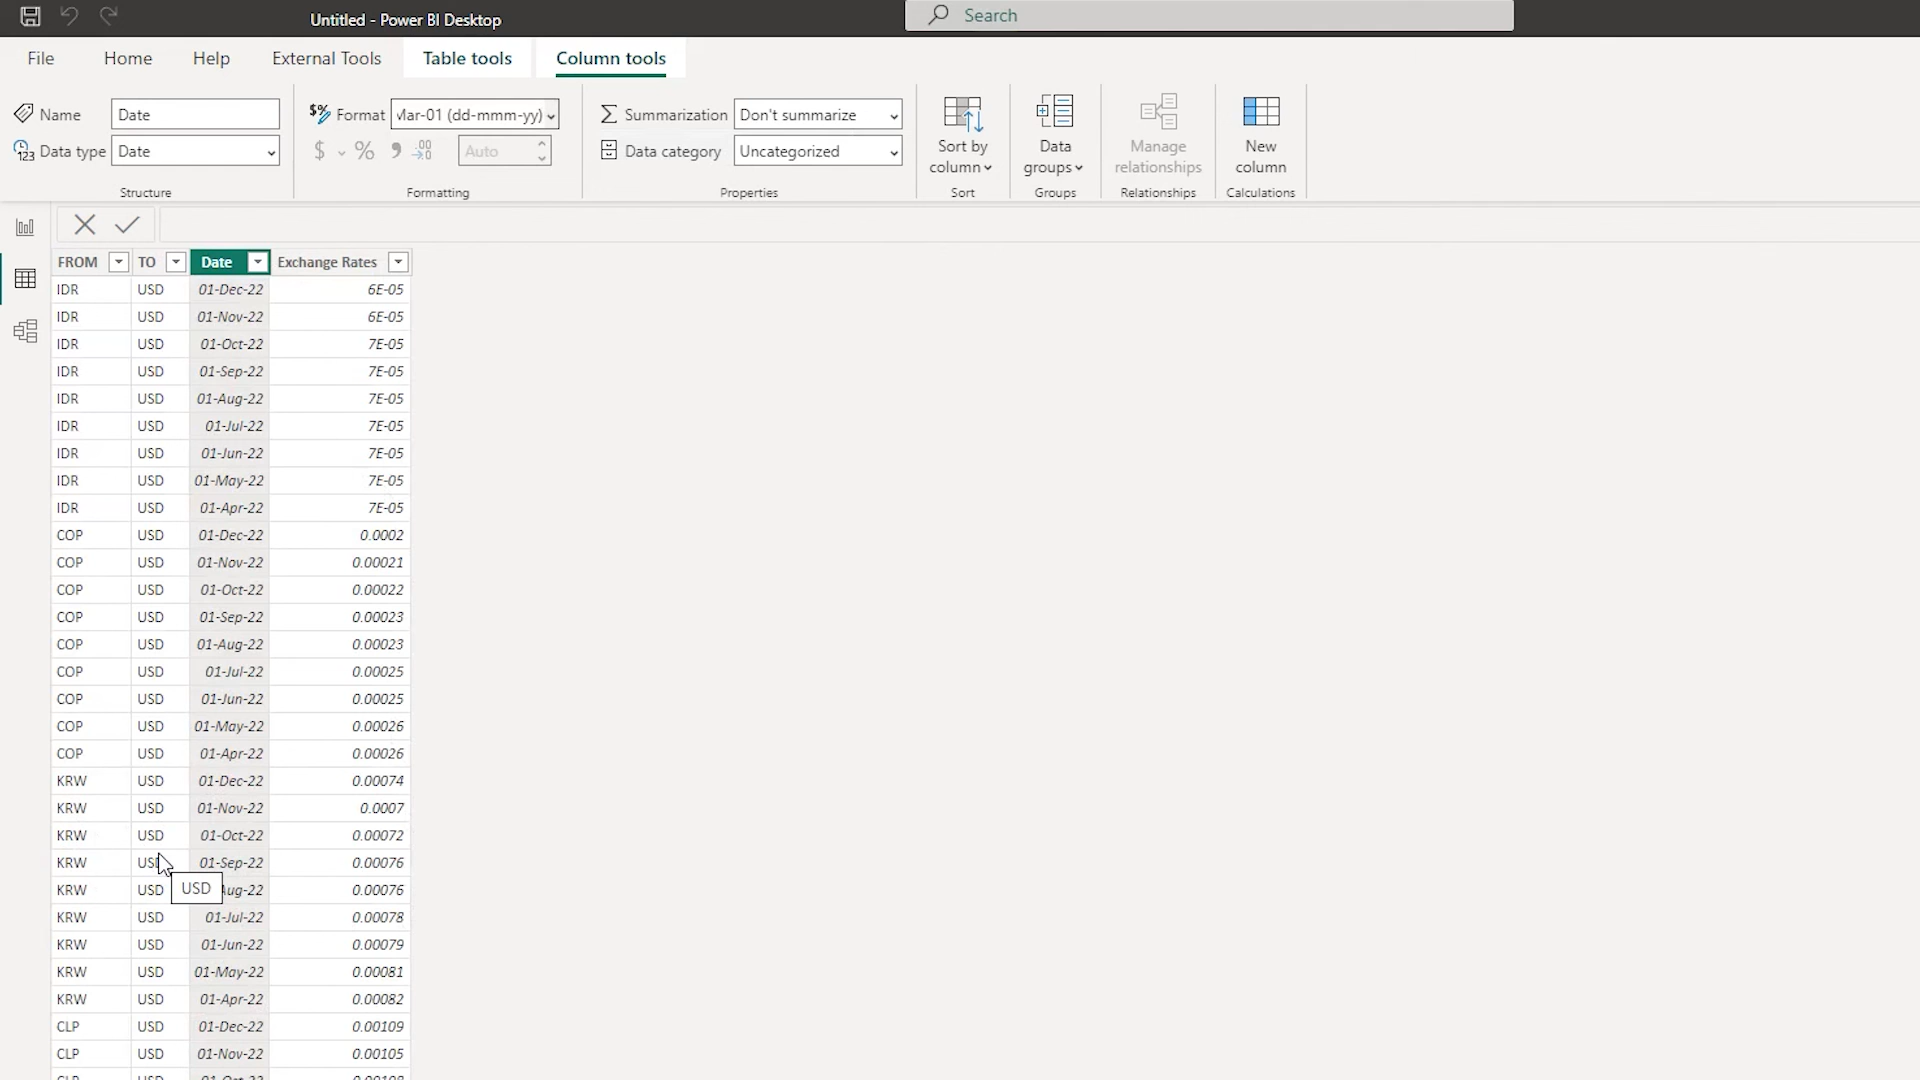 Untitled - Power BI Desktop
Search
File Home Help External Tools Table tools Column tools
Name Date
Data type Date
Structure
$% Format Mar-01 (dd-mmm-yy)
$ % 9 .00 Auto
Formatting
Σ Summarization Don't summarize
Data category Uncategorized
Properties
Sort by
column
Sort
Data
groups
Groups
Manage
relationships
Relationships
New
column
Calculations
FROM TO Date Exchange Rates
IDR USD 01-Dec-22 6E-05
IDR USD 01-Nov-22 6E-05
IDR USD 01-Oct-22 7E-05
IDR USD 01-Sep-22 7E-05
IDR USD 01-Aug-22 7E-05
IDR USD 01-Jul-22 7E-05
IDR USD 01-Jun-22 7E-05
IDR USD 01-May-22 7E-05
IDR USD 01-Apr-22 7E-05
COP USD 01-Dec-22 0.0002
COP USD 01-Nov-22 0.00021
COP USD 01-Oct-22 0.00022
COP USD 01-Sep-22 0.00023
COP USD 01-Aug-22 0.00023
COP USD 01-Jul-22 0.00025
COP USD 01-Jun-22 0.00025
COP USD 01-May-22 0.00026
COP USD 01-Apr-22 0.00026
KRW USD 01-Dec-22 0.00074
KRW USD 01-Nov-22 0.0007
KRW USD 01-Oct-22 0.00072
KRW USD 01-Sep-22 0.00076
KRW USD Aug-22 0.00076
USD
KRW USD 01-Jul-22 0.00078
KRW USD 01-Jun-22 0.00079
KRW USD 01-May-22 0.00081
KRW USD 01-Apr-22 0.00082
CLP USD 01-Dec-22 0.00109
CLP USD 01-Nov-22 0.00105